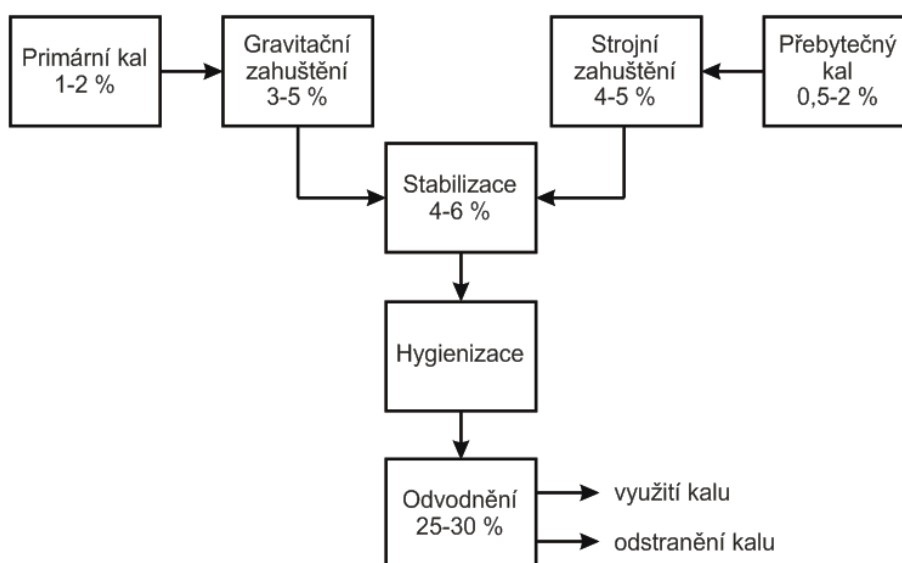 Primární kal
1-2 %
Gravitační
zahuštění
3-5 %
Strojní
zahuštění
4-5 %
Přebytečný
kal
0,5-2 %
Stabilizace
4-6 %
Hygienizace
Odvodnění
25-30 %
využití kalu
odstranění kalu